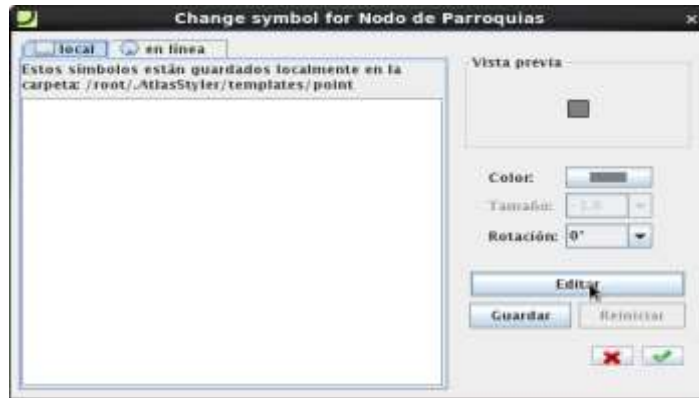 Change symbol for Nodo de Parroquias
local en línea
Estos símbolos están guardados localmente en la
carpeta: /root/.AtlasStyler/templates/point
Vista previa
Color:
Tamaño:
Rotación: 0°
Editar
Guardar Reiniciar